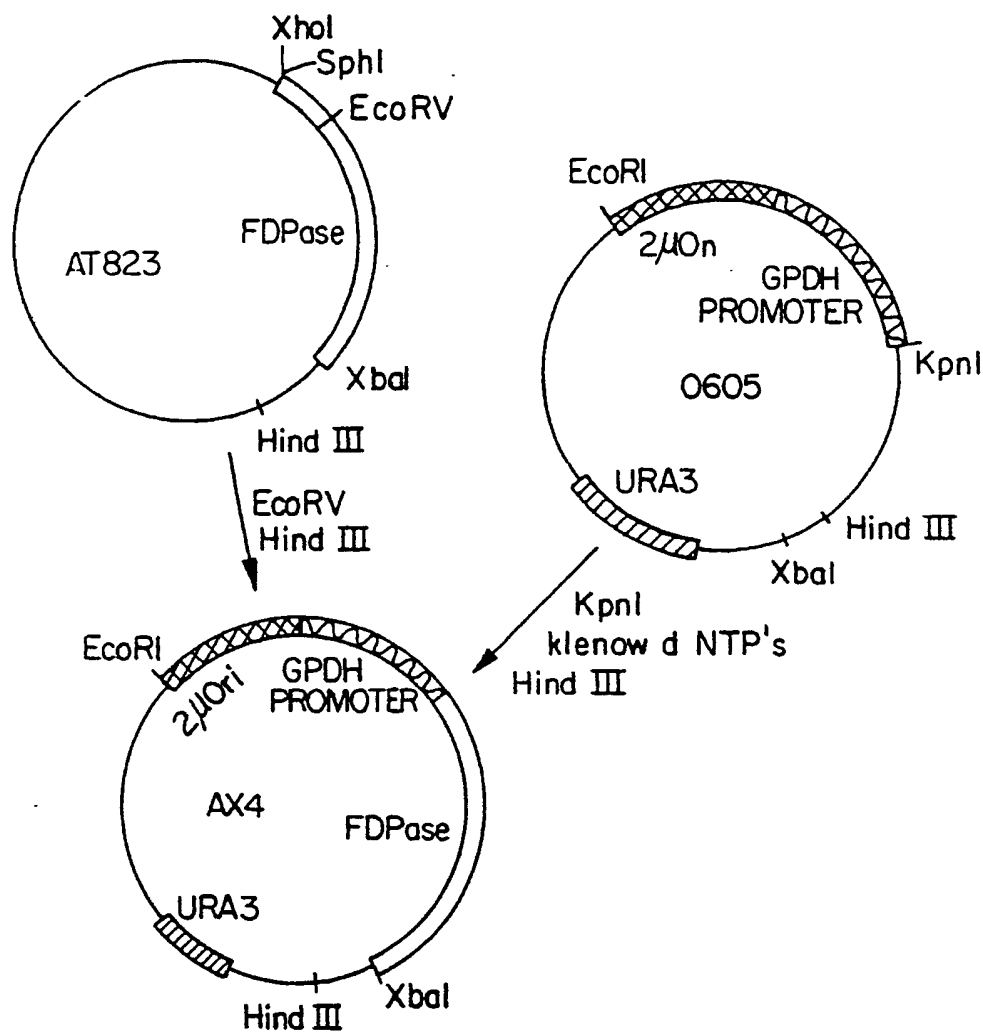 XhoI
SphI
EcoRV
FDPase
AT823
XbaI
Hind III
EcoRV
Hind III
EcoRI
2μOn
GPDH
PROMOTER
KpnI
0605
URA3
Hind III
XbaI
KpnI
klenow d NTP's
Hind III
EcoRI
2μOri
GPDH
PROMOTER
AX4
FDPase
URA3
Hind III
XbaI